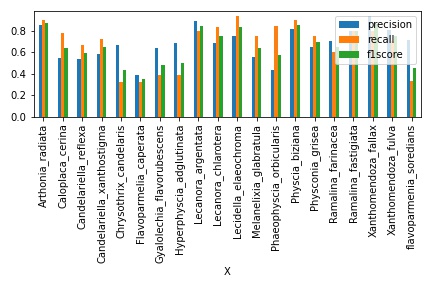 precision
recall
f1score
0.8
0.6
0.4
0.2
0.0
Arthonia_radiata
Caloplaca_cerina
Candelariella_reflexa
Candelariella_xanthostigma
Chrysothrix_candelaris
Flavoparmelia_caperata
Gyalolechia_flavorubescens
Hyperphyscia_adglutinata
Lecanora_argentata
Lecanora_chlarotera
Lecidella_elaeochroma
Melanelixia_glabratula
Phaeophyscia_orbicularis
Physcia_biziana
Physconia_grisea
Ramalina_farinacea
Ramalina_fastigiata
Xanthomendoza_fallax
Xanthomendoza_fulva
flavoparmenia_soredians
X